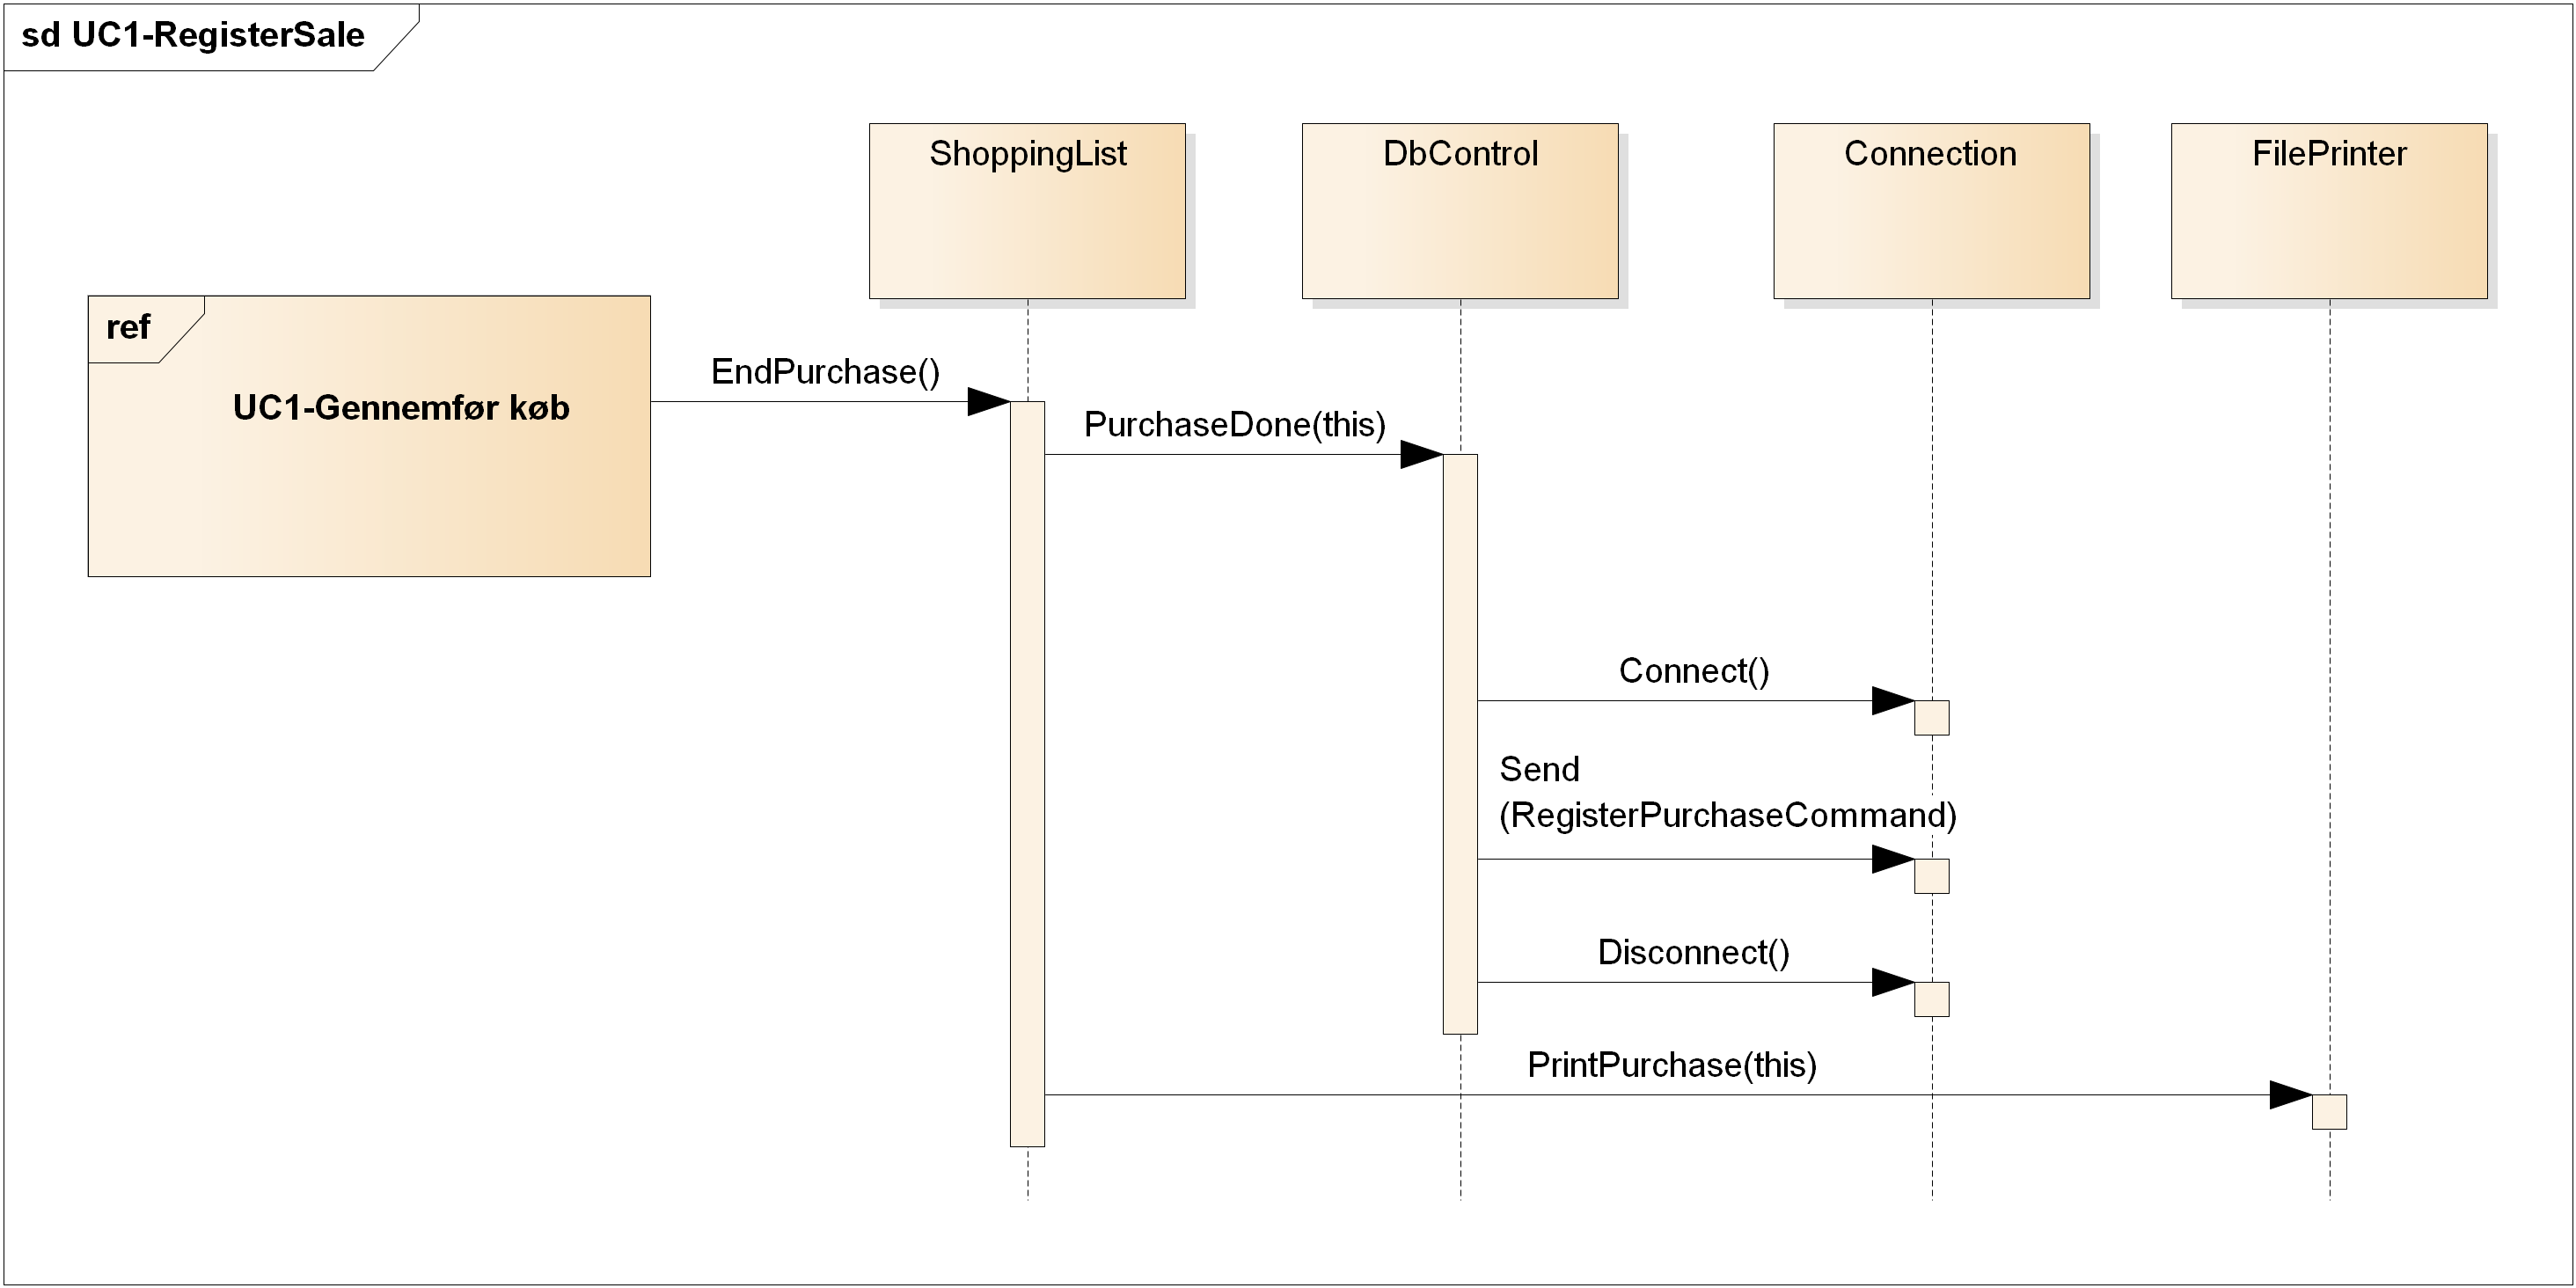 sd UC1-RegisterSale
ShoppingList
DbControl
Connection
FilePrinter
ref
UC1-Gennemfør køb
EndPurchase()
PurchaseDone(this)
Connect()
Send
(RegisterPurchaseCommand)
Disconnect()
PrintPurchase(this)